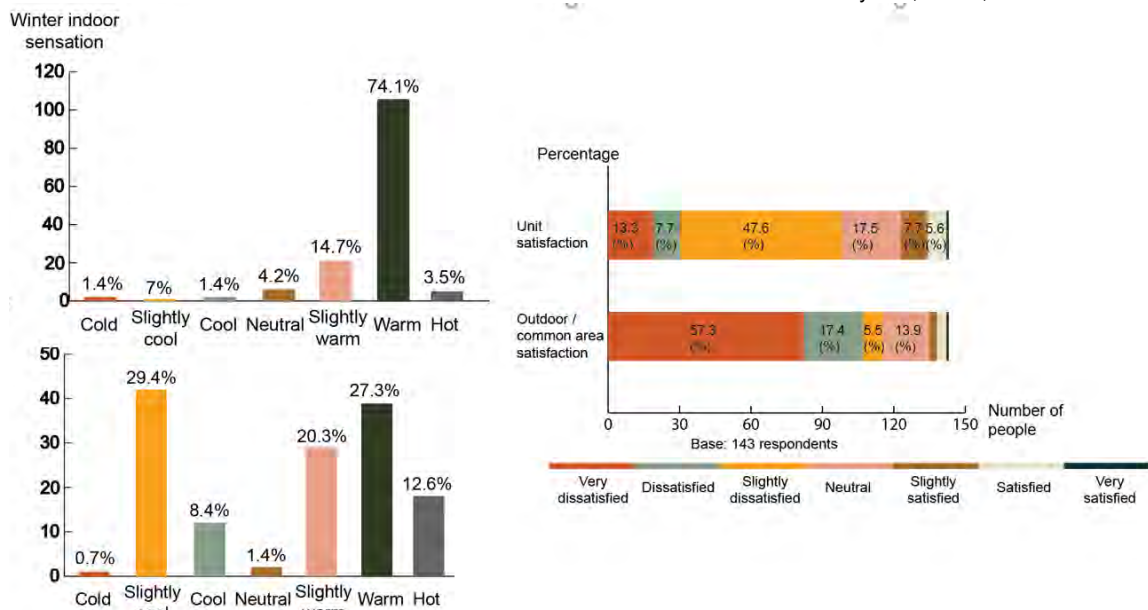 Winter indoor
sensation
120
100
80
60
40
20
0
1.4%
7%
1.4%
4.2%
14.7%
74.1%
3.5%
Cold
Slightly
cool
Cool
Neutral
Slightly
warm
Warm
Hot
50
40
30
20
10
0
0.7%
29.4%
8.4%
1.4%
20.3%
27.3%
12.6%
Cold
Slightly
Cool
Neutral
Slightly
Warm
Hot
Percentage
Unit
satisfaction
13.3
(%)
7.7
(%)
47.6
(%)
17.5
(%)
7.7
(%)
5.6
(%)
Outdoor /
common area
satisfaction
57.3
(%)
17.4
(%)
5.5
(%)
13.9
(%)
0
30
60
90
120
150
Number of
people
Base: 143 respondents
Very
dissatisfied
Dissatisfied
Slightly
dissatisfied
Neutral
Slightly
satisfied
Satisfied
Very
satisfied